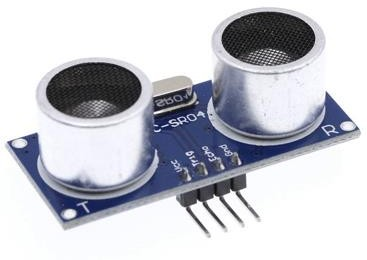 C-SR04
Vcc
Trig
Echo
Gnd
T
R